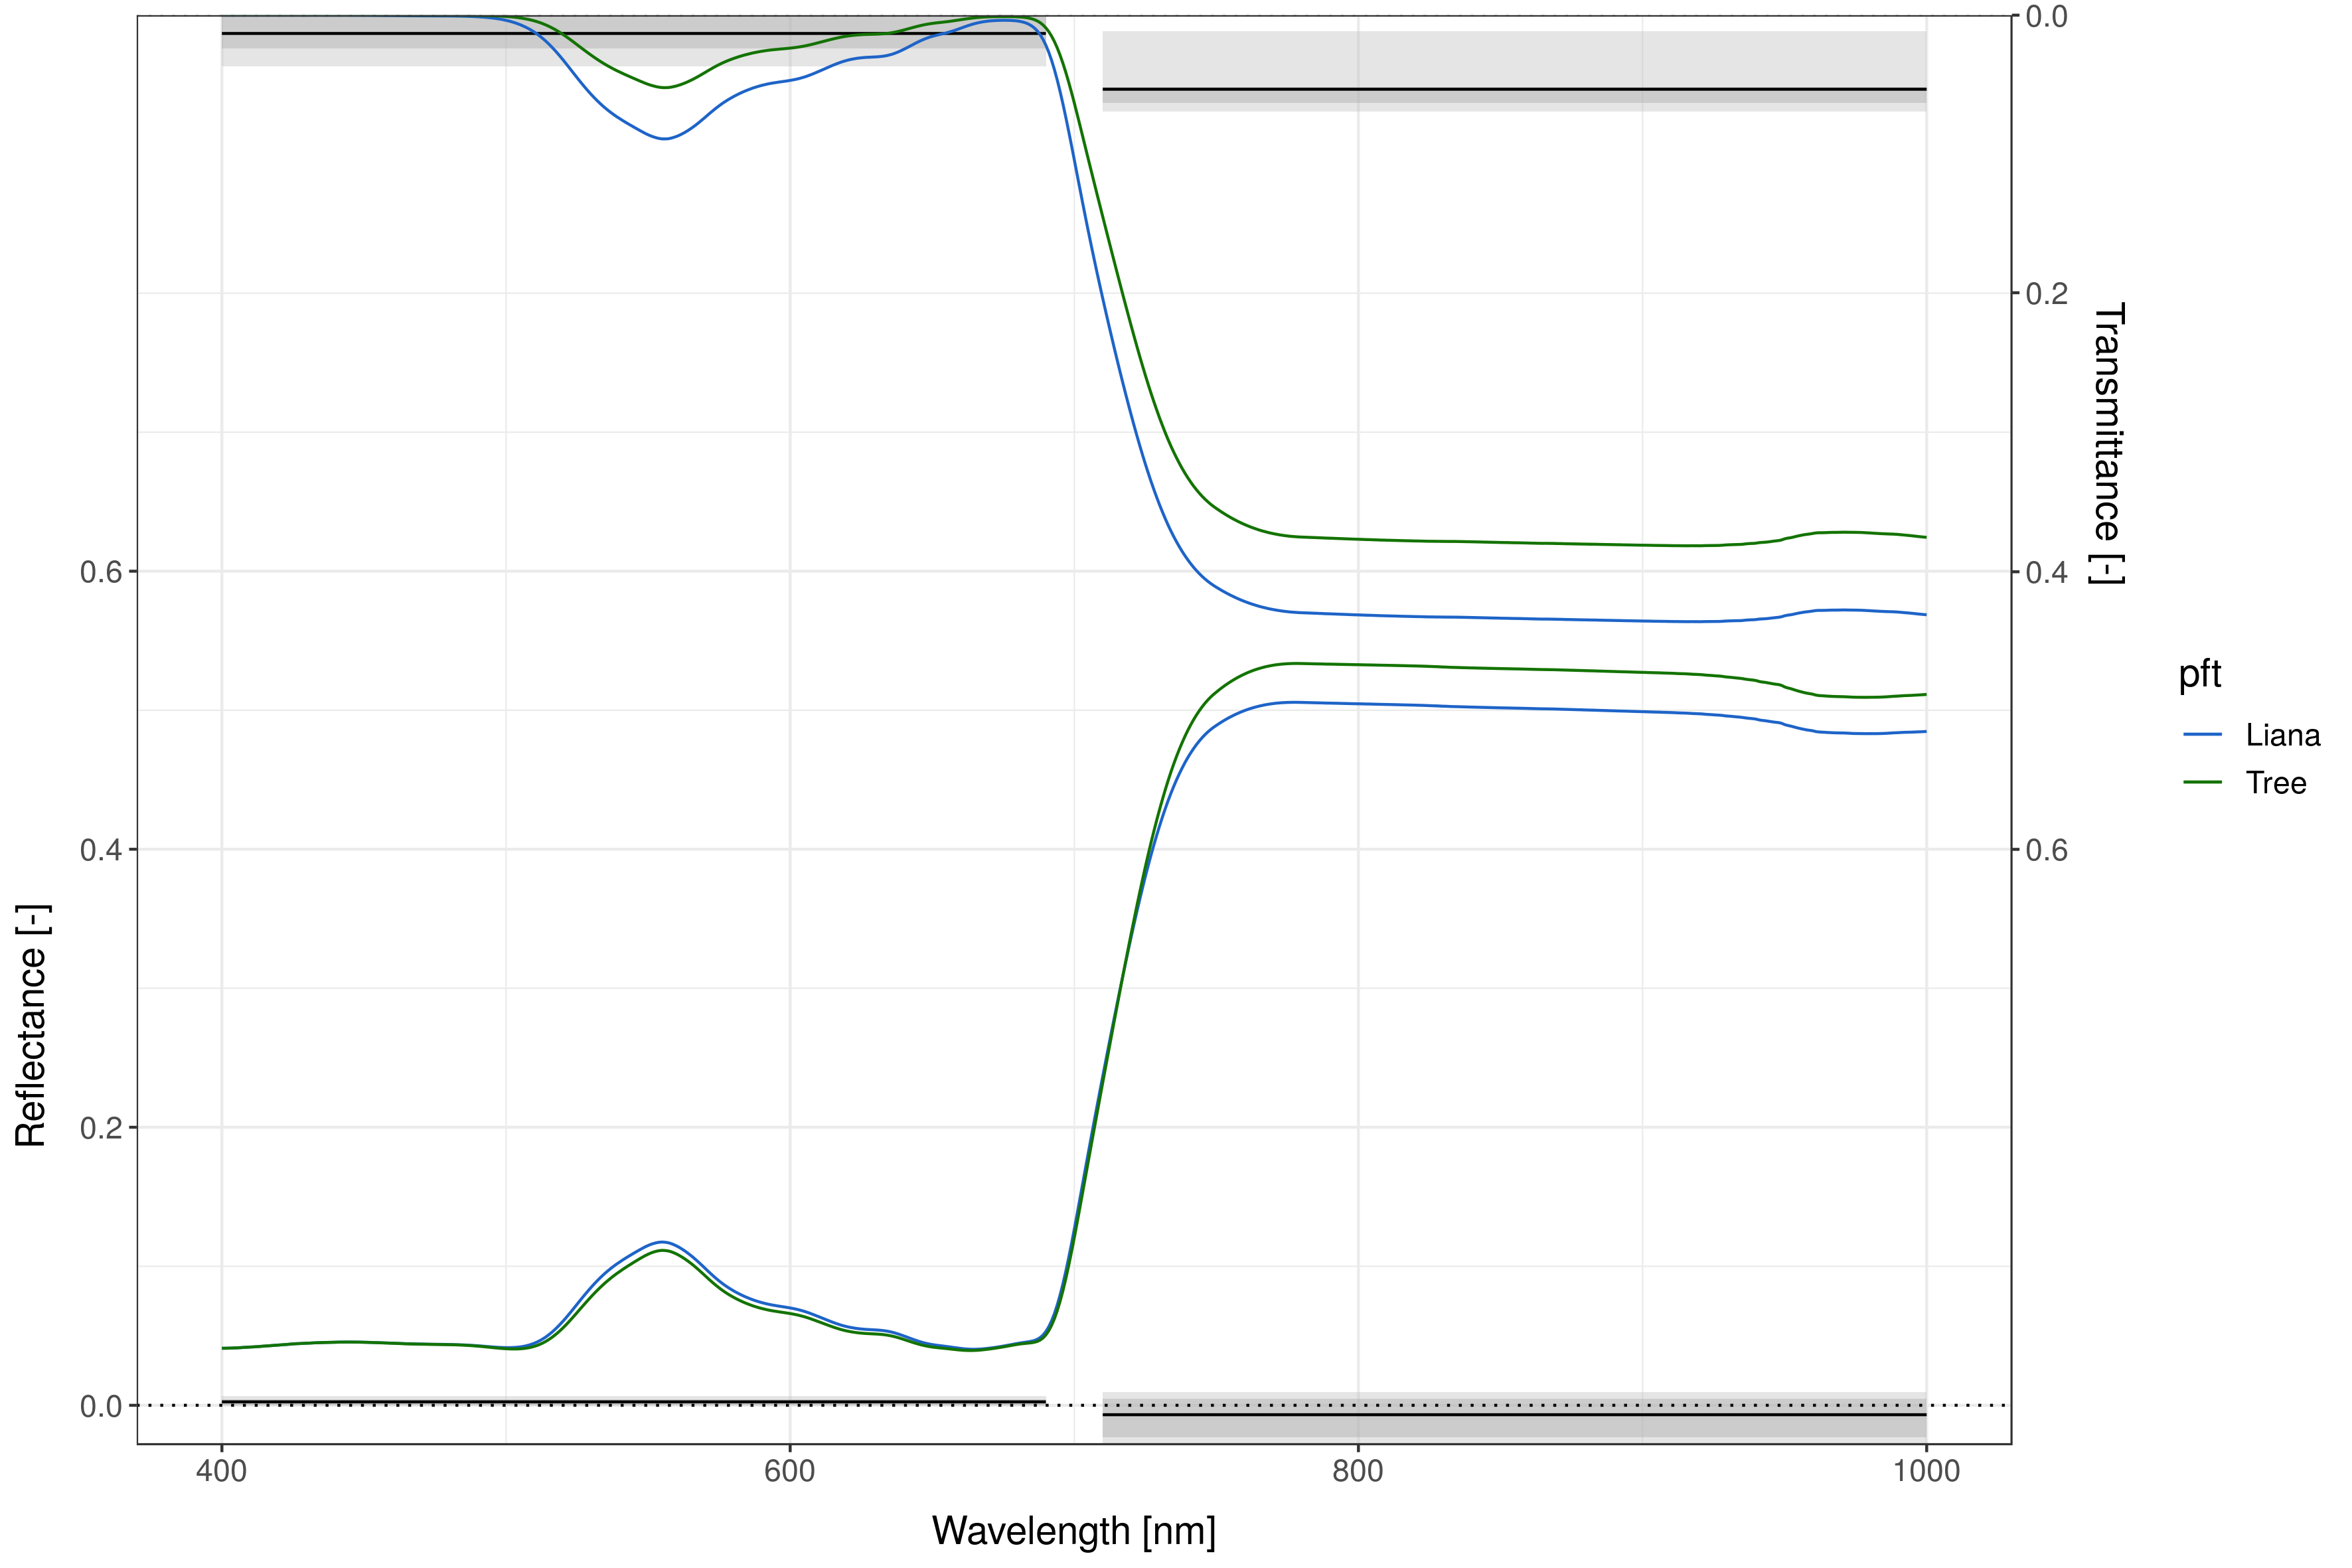 0.0
0.2
0.4
0.6
Transmittance [-]
0.6
0.4
0.2
0.0
Reflectance [-]
400
600
800
1000
Wavelength [nm]
pft
Liana
Tree